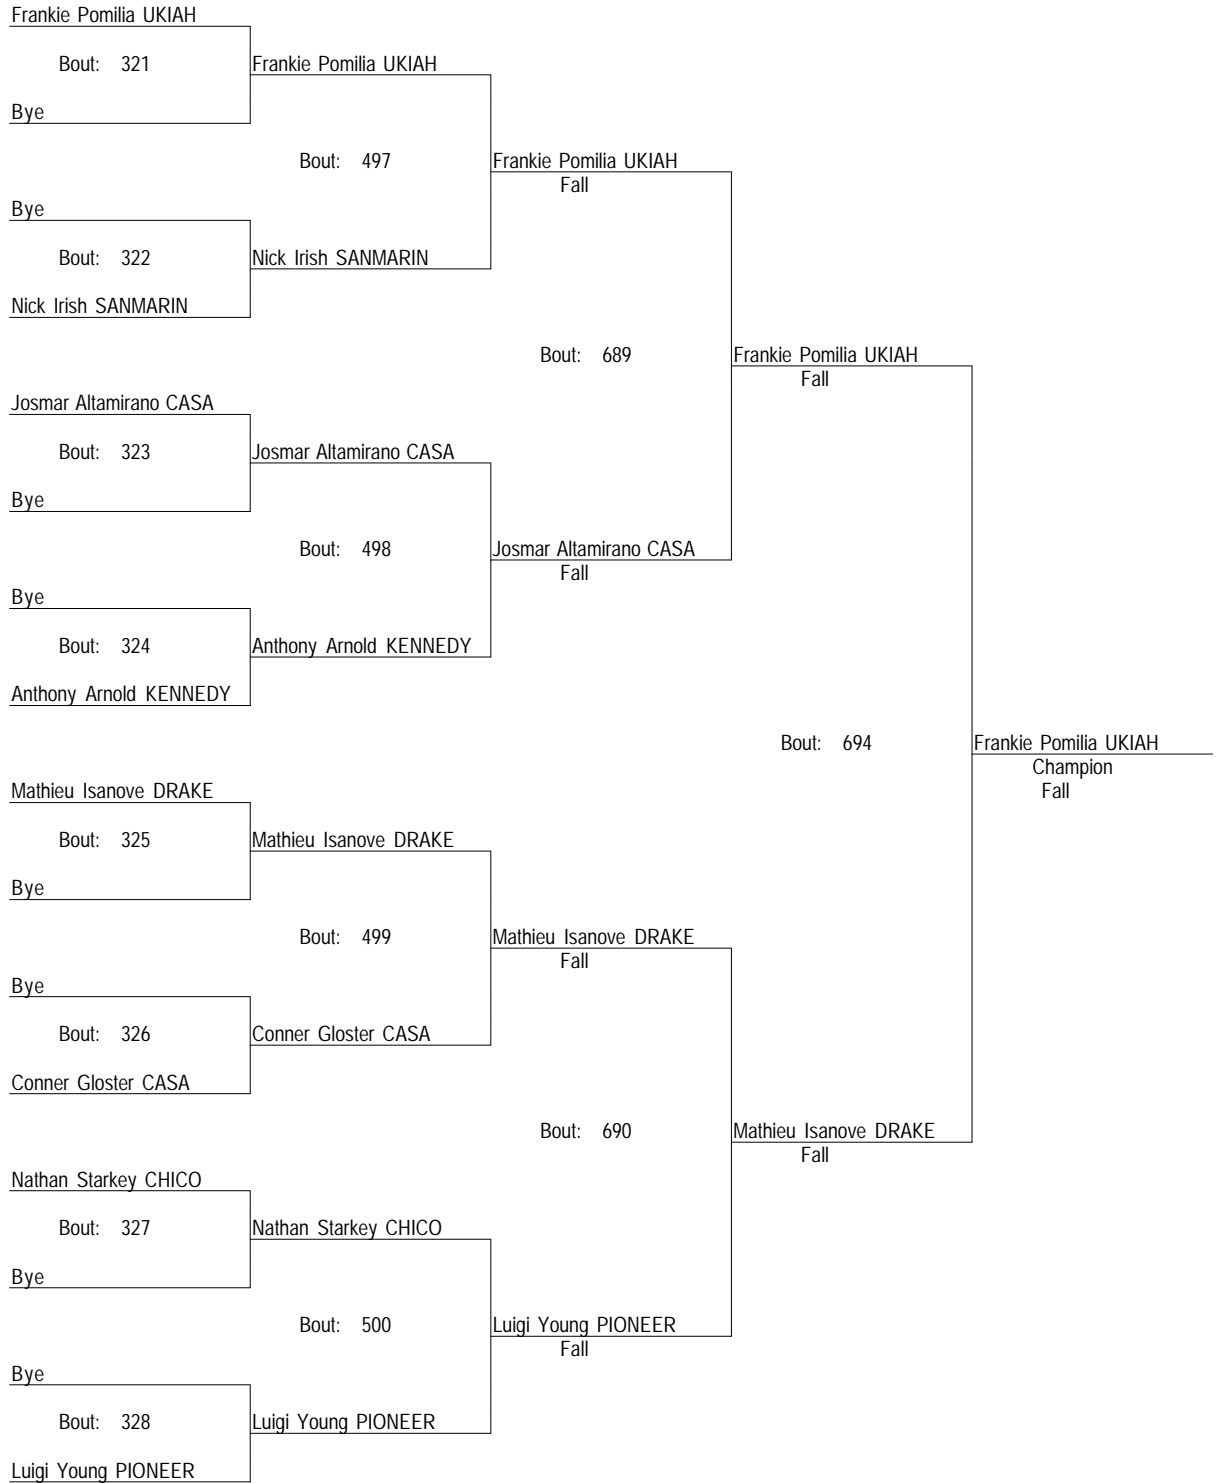 Frankie Pomilia UKIAH
Bout: 321
Frankie Pomilia UKIAH
Bye
Bout: 497
Frankie Pomilia UKIAH
Fall
Bye
Bout: 322
Nick Irish SANMARIN
Nick Irish SANMARIN
Bout: 689
Frankie Pomilia UKIAH
Fall
Josmar Altamirano CASA
Bout: 323
Josmar Altamirano CASA
Bye
Bout: 498
Josmar Altamirano CASA
Fall
Bye
Bout: 324
Anthony Arnold KENNEDY
Anthony Arnold KENNEDY
Bout: 694
Frankie Pomilia UKIAH
Champion
Fall
Mathieu Isanove DRAKE
Bout: 325
Mathieu Isanove DRAKE
Bye
Bout: 499
Mathieu Isanove DRAKE
Fall
Bye
Bout: 326
Conner Gloster CASA
Conner Gloster CASA
Bout: 690
Mathieu Isanove DRAKE
Fall
Nathan Starkey CHICO
Bout: 327
Nathan Starkey CHICO
Bye
Bout: 500
Luigi Young PIONEER
Fall
Bye
Bout: 328
Luigi Young PIONEER
Luigi Young PIONEER